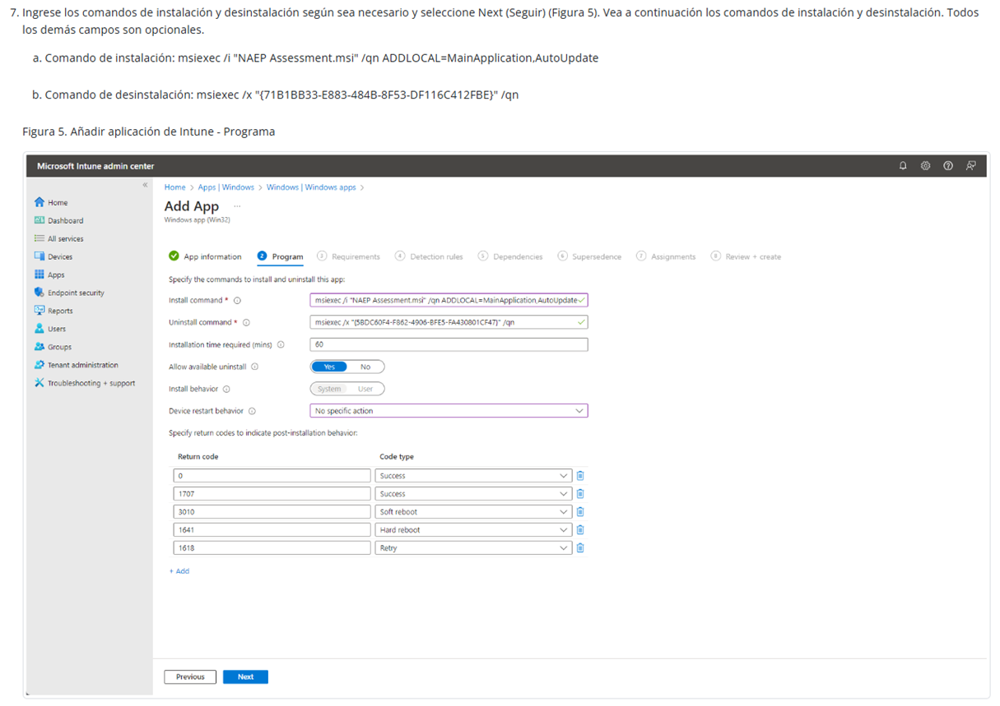 7. Ingrese los comandos de instalación y desinstalación según sea necesario y seleccione Next (Seguir) (Figura 5). Vea a continuación los comandos de instalación y desinstalación. Todos
los demás campos son opcionales.
a. Comando de instalación: msiexec /i "NAEP Assessment.msi" /qn ADDLOCAL=MainApplication,AutoUpdate
b. Comando de desinstalación: msiexec /x "{71B1BB33-E883-484B-8F53-DF116C412FBE}" /qn
Figura 5. Añadir aplicación de Intune - Programa
Microsoft Intune admin center
«
Home
Dashboard
All services
Devices
Apps
Endpoint security
Reports
Users
Groups
Tenant administration
Troubleshooting + support
Home > Apps | Windows > Windows | Windows apps >
Add App ...
Windows app (Win32)
App information 2 Program 3 Requirements 4 Detection rules 5 Dependencies 6 Supersedence 7 Assignments 8 Review + create
Specify the commands to install and uninstall this app:
Install command * msiexec /i "NAEP Assessment.msi" /qn ADDLOCAL=MainApplication,AutoUpdate
Uninstall command * msiexec /x "{5BDC60F4-F862-4906-BFE5-FA430801CF47}" /qn
Installation time required (mins) 60
Allow available uninstall Yes No
Install behavior System User
Device restart behavior No specific action
Specify return codes to indicate post-installation behavior:
Return code Code type
0 Success
1707 Success
3010 Soft reboot
1641 Hard reboot
1618 Retry
+ Add
Previous Next